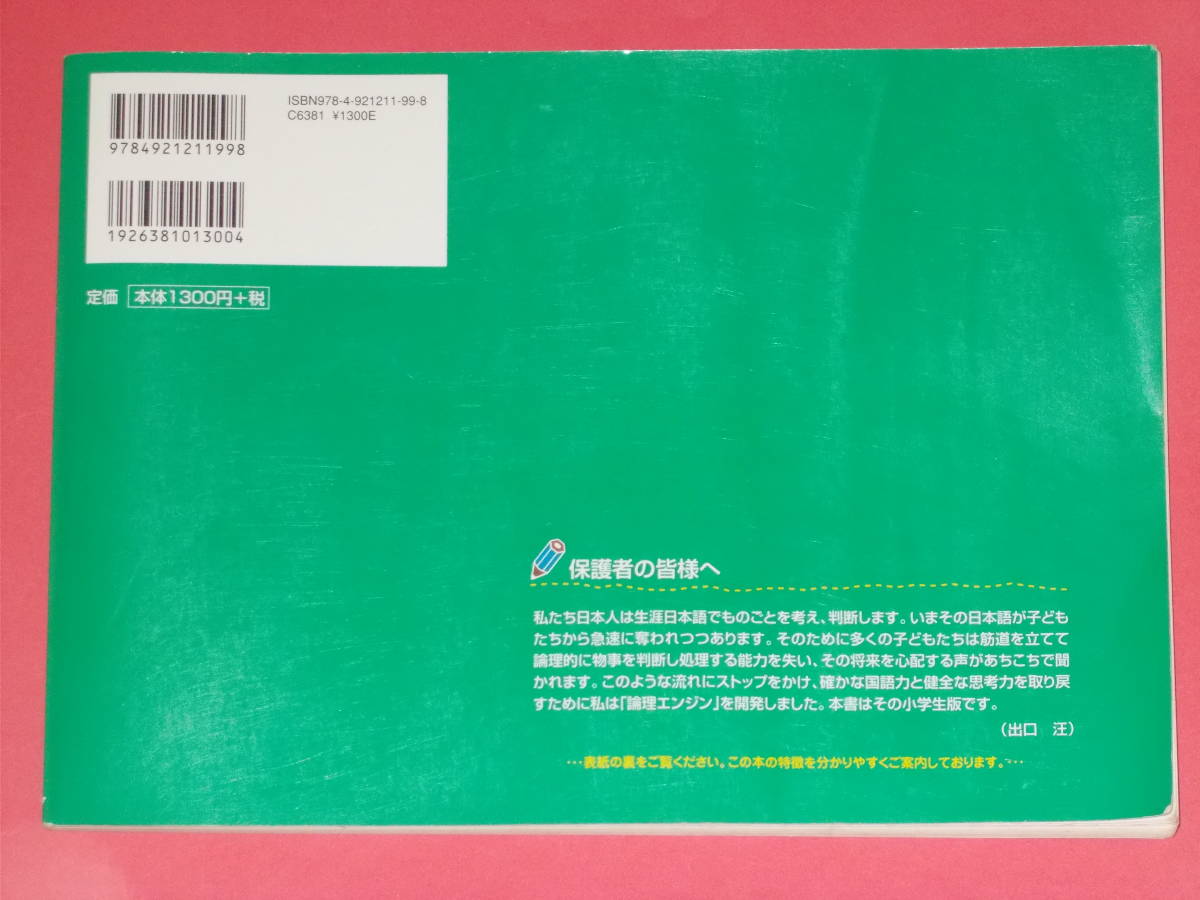 ISBN978-4-921211-99-8
C6381 ¥1300E
9784921211998
1926381013004
定価 本体1300円+税
保護者の皆様へ
私たち日本人は生涯日本語でものごとを考え、判断します。いまその日本語が子ども
たちから急速に奪われつつあります。そのために多くの子どもたちは筋道を立てて
論理的に物事を判断し処理する能力を失い、その将来を心配する声があちこちで聞
かれます。このような流れにストップをかけ、確かな国語力と健全な思考力を取り戻
すために私は「論理エンジン」を開発しました。本書はその小学生版です。
（出口　汪）
…表紙の裏をご覧ください。この本の特徴を分かりやすくご案内しております。…